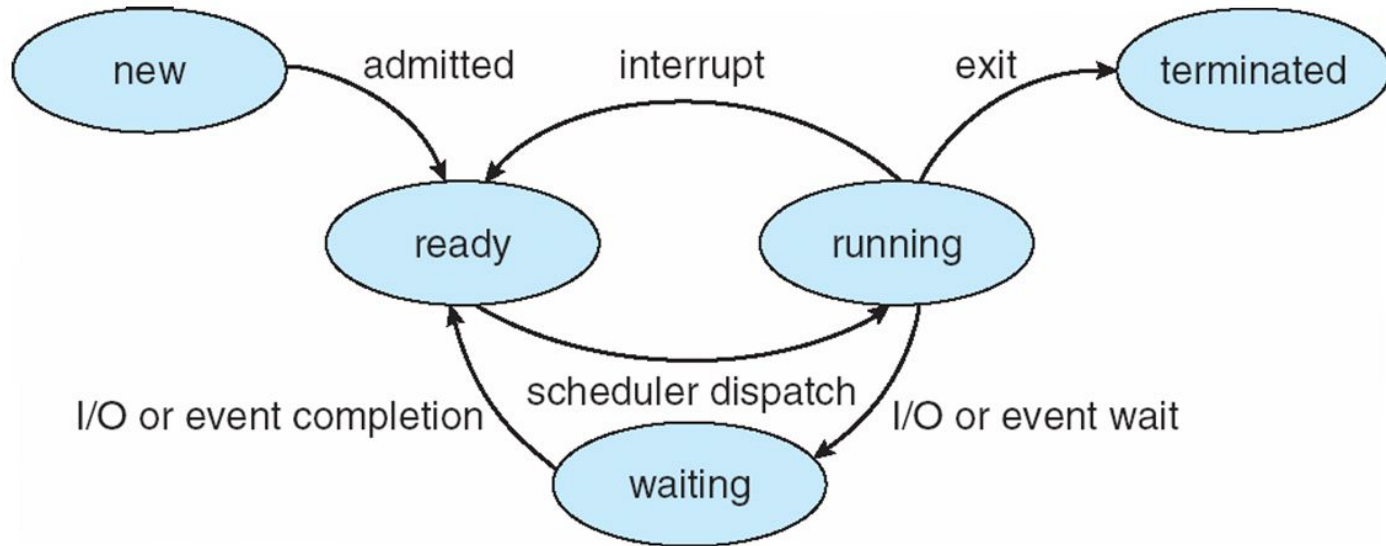 new
admitted
interrupt
exit
terminated
ready
running
scheduler dispatch
I/O or event completion
I/O or event wait
waiting